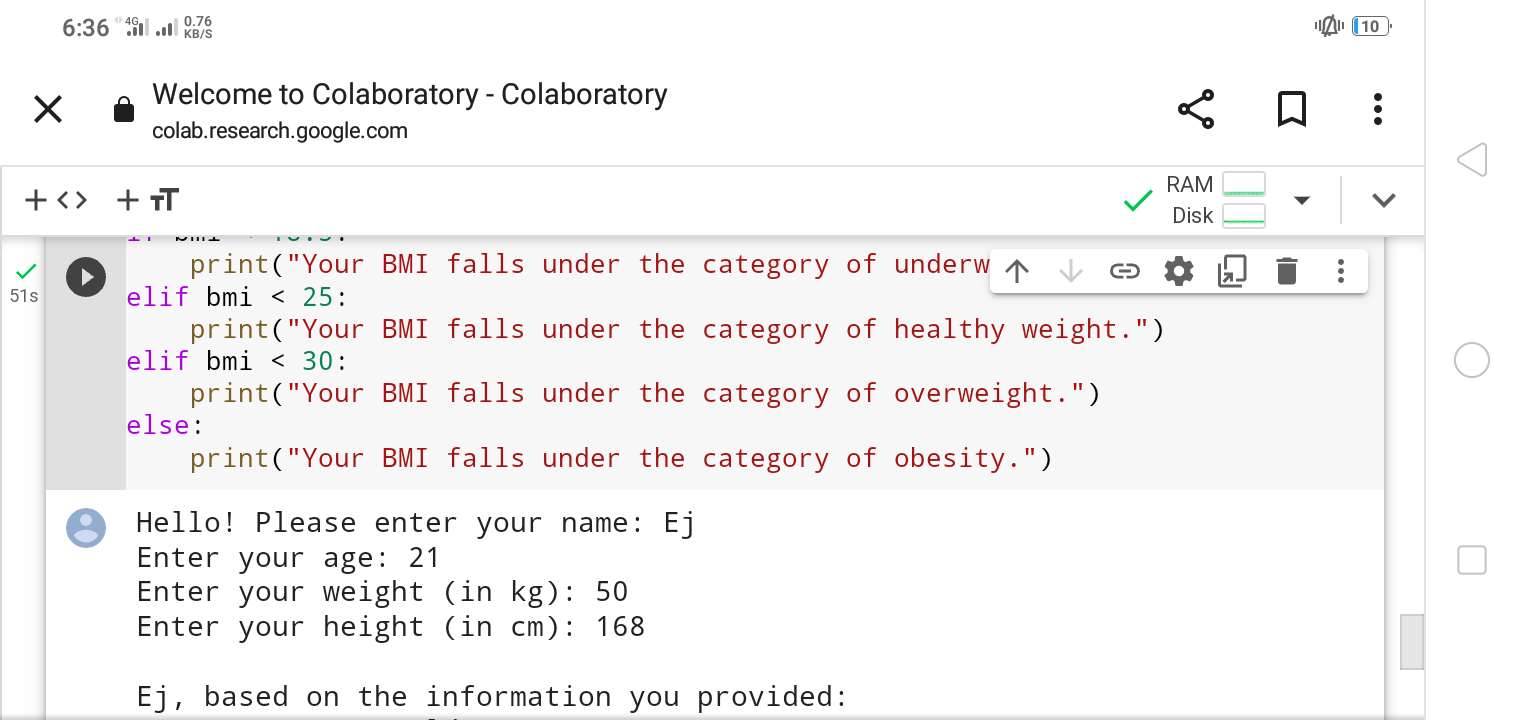 6:36 4G 0.76 KB/S 10
Welcome to Colaboratory - Colaboratory
colab.research.google.com
RAM
Disk
print("Your BMI falls under the category of underw
51s
elif bmi < 25:
print("Your BMI falls under the category of healthy weight.")
elif bmi < 30:
print("Your BMI falls under the category of overweight.")
else:
print("Your BMI falls under the category of obesity.")
Hello! Please enter your name: Ej
Enter your age: 21
Enter your weight (in kg): 50
Enter your height (in cm): 168
Ej, based on the information you provided: